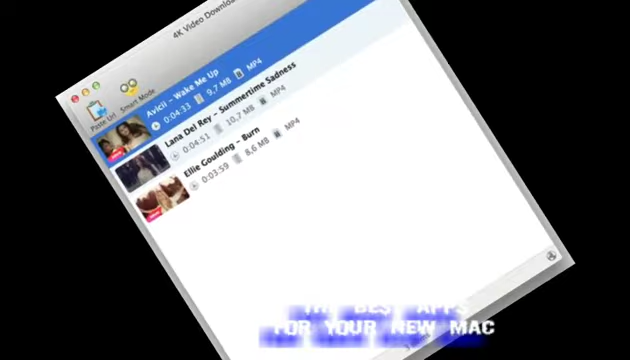 4K Video Downloa
Paste Url
Smart Mode
Avicii – Wake Me Up
0:04:33 9,7 MB MP4
Lana Del Rey – Summertime Sadness
0:04:51 10,7 MB MP4
Ellie Goulding – Burn
0:03:59 8,6 MB MP4
THE BEST APPS
FOR YOUR NEW MAC